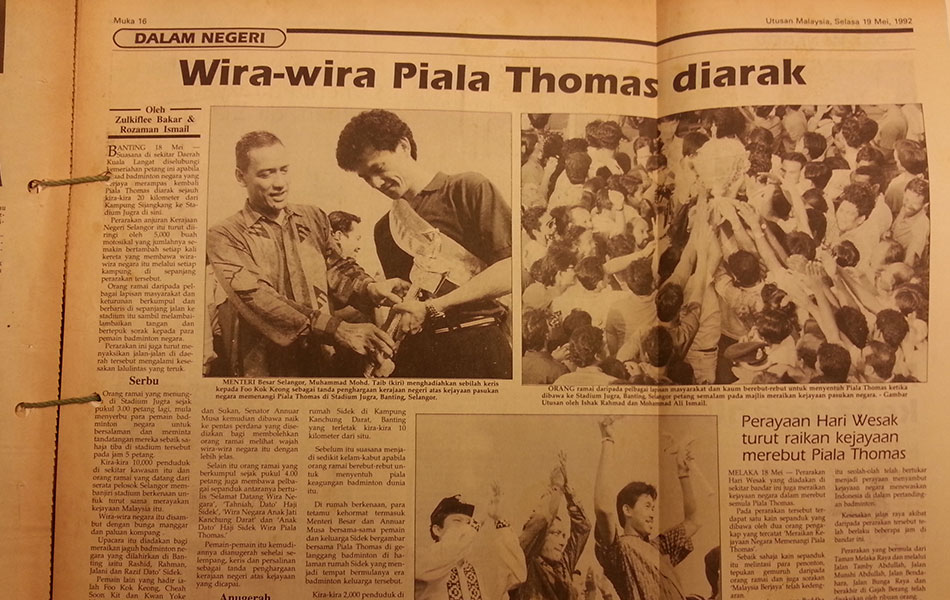 Muka 16
Utusan Malaysia, Selasa 19 Mei, 1992
DALAM NEGERI
Wira-wira Piala Thomas diarak
Oleh
Zulkiflee Bakar &
Rozaman Ismail
BANTING 18 Mei —
Suasana di sekitar Daerah
Kuala Langat diselubungi
petang ini apabila
badminton negara yang
merampas kembali
Piala Thomas diarak sejauh
kira-kira 20 kilometer dari
Kampung Sijangkang ke Sta-
dium Jugra di sini.
Perarakan anjuran Kerajaan
Negeri Selangor itu turut dii-
ringi oleh 5,000 buah
motosikal yang jumlahnya se-
makin bertambah setiap kali
kereta yang membawa wira-
wira negara itu melalui setiap
kampung di sepanjang
perarakan tersebut.
Orang ramai daripada pel-
bagai lapisan masyarakat dan
keturunan berkumpul dan
berbaris di sepanjang jalan ke
stadium itu sambil melambai-
lambaikan tangan dan
bertepuk sorak kepada para
pemain badminton negara.
Perarakan ini juga turut me-
nyaksikan jalan-jalan di dae-
rah tersebut mengalami kese-
sakan lalulintas yang teruk.
Serbu
Orang ramai yang menung-
gu di Stadium Jugra sejak
pukul 3.00 petang lagi, mula
menyerbu para pemain bad-
minton negara untuk
bersalaman dan meminta
tandatangan mereka sebaik sa-
haja tiba di stadium tersebut
pada jam 5 petang.
Kira-kira 10,000 penduduk
di sekitar kawasan itu dan
orang ramai yang datang dari
serata pelosok Selangor mem-
banjiri stadium berkenaan un-
tuk turut sama merayakan
kejayaan Malaysia itu.
Wira-wira negara itu disam-
but dengan bunga manggar
dan paluan kompang.
Upacara itu diadakan bagi
meraikan jaguh badminton ne-
gara yang dilahirkan di Ban-
ting iaitu Rashid, Rahman,
Jalani dan Razif Dato' Sidek.
Pemain lain yang hadir ia-
lah Foo Kok Keong, Cheah
Soon Kit dan Kwan Yoke
MENTERI Besar Selangor, Muhammad Mohd. Taib (kiri) menghadiahkan sebilah keris
kepada Foo Kok Keong sebagai tanda penghargaan kerajaan negeri atas kejayaan pasukan
negara memenangi Piala Thomas di Stadium Jugra, Banting, Selangor.
ORANG ramai daripada pelbagai lapisan masyarakat dan kaum berebut-rebut untuk menyentuh Piala Thomas ketika
dibawa ke Stadium Jugra, Banting Selangor petang semalam pada majlis meraikan kejayaan pasukan negara. - Gambar
Utusan oleh Ishak Rahmad dan Mohammad Ali Ismail.
dan Sukan, Senator Annuar
Musa kemudian dibawa naik
ke pentas perdana yang dise-
diakan bagi membolehkan
orang ramai melihat wajah
wira-wira negara itu dengan
lebih jelas.
Selain itu orang ramai yang
berkumpul sejak pukul 4.00
petang juga membawa pelba-
gai sepanduk antaranya bertu-
lis 'Selamat Datang Wira Ne-
gara', 'Tahniah, Dato' Haji
Sidek', 'Wira Negara Anak Jati
Kanchung Darat' dan 'Anak
Dato' Haji Sidek Wira Piala
Thomas'.
Pemain-pemain itu kemudi-
annya dianugerah sehelai se-
lempang, keris dan persalinan
sebagai tanda penghargaan
kerajaan negeri atas kejayaan
yang dicapai.
Anugerah
rumah Sidek di Kampung
Kanchung Darat, Banting
yang terletak kira-kira 10
kilometer dari situ.
Sebelum itu suasana menja-
di sedikit kelam-kabut apabila
orang ramai berebut-rebut un-
tuk menyentuh piala
keagungan badminton dunia
itu.
Di rumah berkenaan, para
tetamu kehormat termasuk
Menteri Besar dan Annuar
Musa bersama-sama pemain
dan keluarga Sidek bergambar
bersama Piala Thomas di ge-
langgang badminton di ha-
laman rumah Sidek yang men-
jadi tempat bermulanya era
badminton keluarga tersebut.
Kira-kira 2,000 penduduk di
Perayaan Hari Wesak
turut raikan kejayaan
merebut Piala Thomas
MELAKA 18 Mei — Perarakan
Hari Wesak yang diadakan di
sekitar bandar ini juga meraikan
kejayaan negara dalam merebut
semula Piala Thomas.
Pada perarakan tersebut ter-
dapat satu kain sepanduk yang
dibawa oleh dua orang peng-
kap yang tercatat 'Meraikan Ke-
jayaan Negara Memenangi Piala
Thomas'.
Sebaik sahaja kain sepanduk
itu melintasi para penonton,
tepukan gemuruh daripada
orang ramai dan juga sorakan
'Malaysia Berjaya' telah kedeng-
itu seolah-olah telah bertukar
menjadi perayaan menyambut
kejayaan negara menewaskan
Indonesia di dalam pertanding-
an badminton.
Kesesakan jalan raya akibat
daripada perarakan tersebut te-
lah berlaku beberapa jam di
bandar ini.
Perarakan yang bermula dari
Taman Melaka Raya dan melalui
Jalan Tamby Abdullah, Jalan
Munshi Abdullah, Jalan Benda-
hara, Jalan Bunga Raya dan
berakhir di Gajah Berang telah